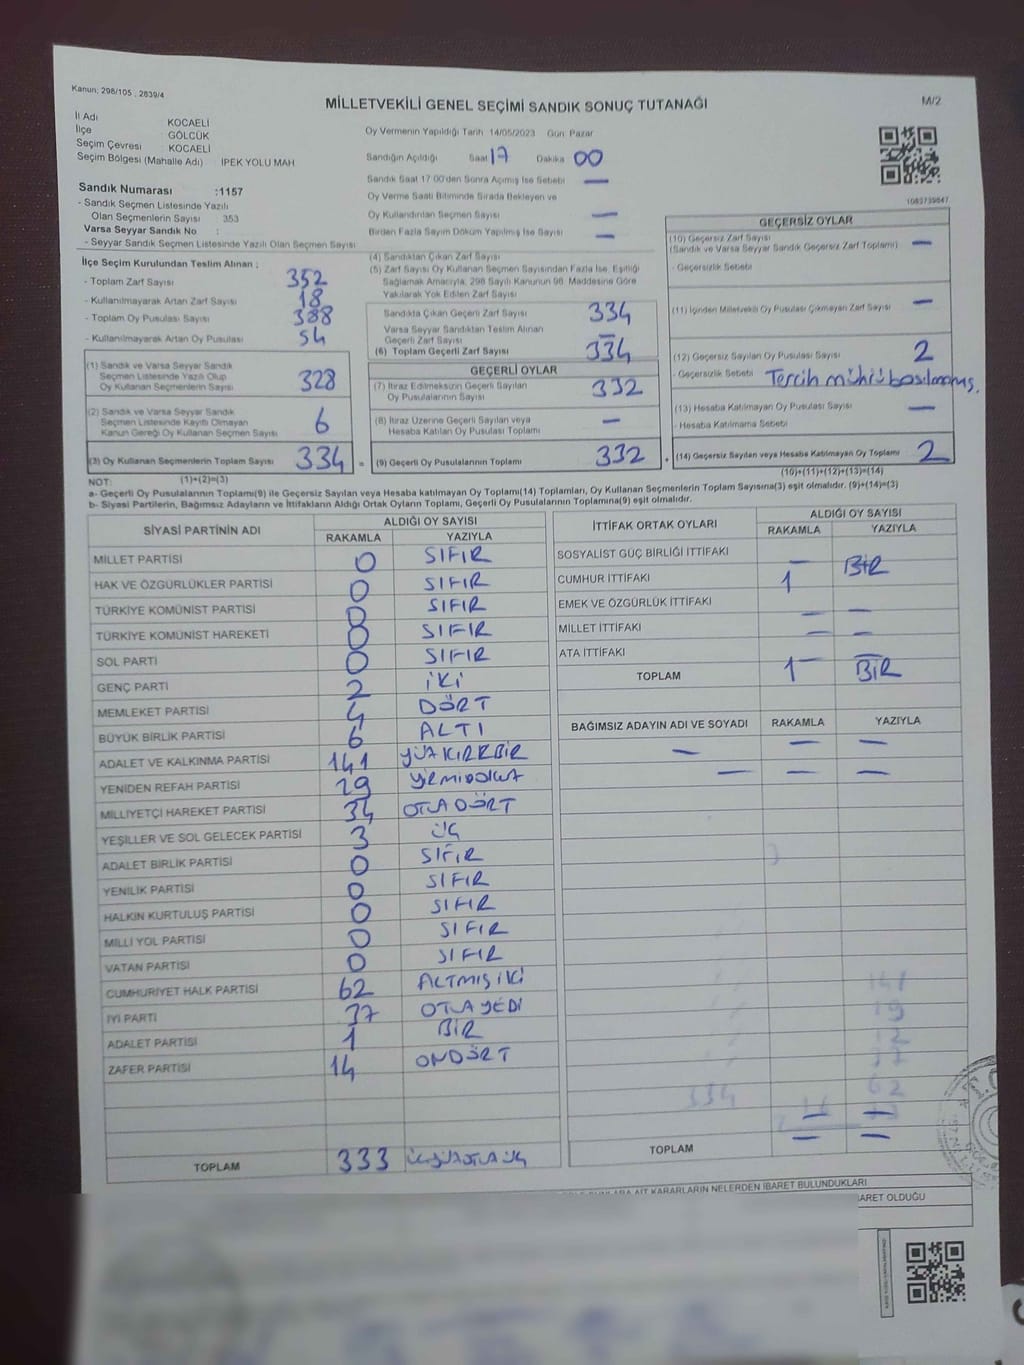 Kanun; 298/105 , 2839/4
MİLLETVEKİLİ GENEL SEÇİMİ SANDIK SONUÇ TUTANAĞI
M/2
İl Adı KOCAELİ
İlçe GÖLCÜK
Seçim Çevresi KOCAELİ
Seçim Bölgesi (Mahalle Adı) İPEK YOLU MAH
Sandık Numarası :1157
- Sandık Seçmen Listesinde Yazılı
Olan Seçmenlerin Sayısı 353
Varsa Seyyar Sandık No :
- Seyyar Sandık Seçmen Listesinde Yazılı Olan Seçmen Sayısı
Oy Vermenin Yapıldığı Tarih 14/05/2023 Gün: Pazar
Sandığın Açıldığı Saat 17 Dakika 00
Sandık Saat 17:00'den Sonra Açımış İse Sebebi —
Oy Verme Saati Bitiminde Sırada Bekleyen ve
Oy Kullandırılan Seçmen Sayısı —
Birden Fazla Sayım Döküm Yapılmış İse Sayısı —
1083739847
İlçe Seçim Kurulundan Teslim Alınan :
- Toplam Zarf Sayısı 352
- Kullanılmayarak Artan Zarf Sayısı 18
- Toplam Oy Pusulası Sayısı 388
- Kullanılmayarak Artan Oy Pusulası 54
(1) Sandık ve Varsa Seyyar Sandık
Seçmen Listesinde Yazılı Olup
Oy Kullanan Seçmenlerin Sayısı 328
(2) Sandık ve Varsa Seyyar Sandık
Seçmen Listesinde Kayıtlı Olmayan
Kanun Gereği Oy Kullanan Seçmen Sayısı 6
(3) Oy Kullanan Seçmenlerin Toplam Sayısı 334 =
(1)+(2)=(3)
(4) Sandıktan Çıkan Zarf Sayısı
(5) Zarf Sayısı Oy Kullanan Seçmen Sayısından Fazla İse, Eşitliği
Sağlamak Amacıyla, 298 Sayılı Kanunun 98. Maddesine Göre
Yakılarak Yok Edilen Zarf Sayısı
Sandıkta Çıkan Geçerli Zarf Sayısı 334
Varsa Seyyar Sandıktan Teslim Alınan
Geçerli Zarf Sayısı —
(6) Toplam Geçerli Zarf Sayısı 334
GEÇERLİ OYLAR
(7) İtiraz Edilmeksizin Geçerli Sayılan
Oy Pusulalarının Sayısı 332
(8) İtiraz Üzerine Geçerli Sayılan veya
Hesaba Katılan Oy Pusulası Toplamı —
(9) Geçerli Oy Pusulalarının Toplamı 332 +
GEÇERSİZ OYLAR
(10) Geçersiz Zarf Sayısı —
(Sandık ve Varsa Seyyar Sandık Geçersiz Zarf Toplamı)
- Geçersizlik Sebebi
(11) İçinden Milletvekili Oy Pusulası Çıkmayan Zarf Sayısı —
(12) Geçersiz Sayılan Oy Pusulası Sayısı 2
- Geçersizlik Sebebi Tercih mührü basılmamış.
(13) Hesaba Katılmayan Oy Pusulası Sayısı —
- Hesaba Katılmama Sebebi
(14) Geçersiz Sayılan veya Hesaba Katılmayan Oy Toplamı 2
(10)+(11)+(12)+(13)=(14)
NOT:
a- Geçerli Oy Pusulalarının Toplamı(9) ile Geçersiz Sayılan veya Hesaba katılmayan Oy Toplamı(14) Toplamları, Oy Kullanan Seçmenlerin Toplam Sayısına(3) eşit olmalıdır. (9)+(14)=(3)
b- Siyasi Partilerin, Bağımsız Adayların ve İttifakların Aldığı Ortak Oyların Toplamı, Geçerli Oy Pusulalarının Toplamına(9) eşit olmalıdır.
SİYASİ PARTİNİN ADI ALDIĞI OY SAYISI
RAKAMLA YAZIYLA
MİLLET PARTİSİ 0 SIFIR
HAK VE ÖZGÜRLÜKLER PARTİSİ 0 SIFIR
TÜRKİYE KOMÜNİST PARTİSİ 0 SIFIR
TÜRKİYE KOMÜNİST HAREKETİ 0 SIFIR
SOL PARTİ 0 SIFIR
GENÇ PARTİ 2 İKİ
MEMLEKET PARTİSİ 4 DÖRT
BÜYÜK BİRLİK PARTİSİ 6 ALTI
ADALET VE KALKINMA PARTİSİ 141 YÜZKIRKBİR
YENİDEN REFAH PARTİSİ 29 YİRMİDOKUZ
MİLLİYETÇİ HAREKET PARTİSİ 34 OTUZDÖRT
YEŞİLLER VE SOL GELECEK PARTİSİ 3 ÜÇ
ADALET BİRLİK PARTİSİ 0 SIFIR
YENİLİK PARTİSİ 0 SIFIR
HALKIN KURTULUŞ PARTİSİ 0 SIFIR
MİLLİ YOL PARTİSİ 0 SIFIR
VATAN PARTİSİ 0 SIFIR
CUMHURİYET HALK PARTİSİ 62 ALTMIŞ İKİ
İYİ PARTİ 37 OTUZ YEDİ
ADALET PARTİSİ 1 BİR
ZAFER PARTİSİ 14 ONDÖRT
TOPLAM 333 ÜÇYÜZOTUZ ÜÇ
İTTİFAK ORTAK OYLARI ALDIĞI OY SAYISI
RAKAMLA YAZIYLA
SOSYALİST GÜÇ BİRLİĞİ İTTİFAKI —
CUMHUR İTTİFAKI 1 BİR
EMEK VE ÖZGÜRLÜK İTTİFAKI — —
MİLLET İTTİFAKI — —
ATA İTTİFAKI — —
TOPLAM 1 BİR
BAĞIMSIZ ADAYIN ADI VE SOYADI RAKAMLA YAZIYLA
— — —
— — —
334
62
— —
TOPLAM — —
AİT KARARLARIN NELERDEN İBARET BULUNDUKLARI
BARET OLDUĞU